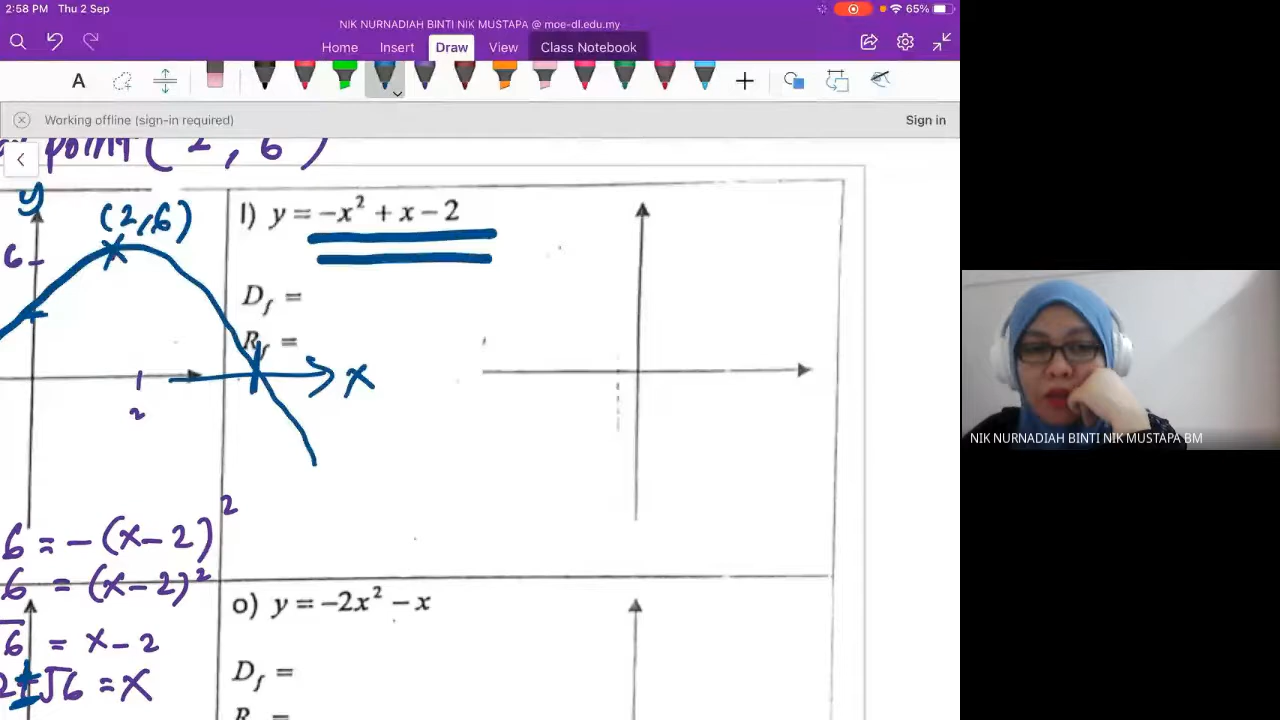 2:58 PM Thu 2 Sep
65%
NIK NURNADIAH BINTI NIK MUSTAPA @ moe-dl.edu.my
Home Insert Draw View Class Notebook
A
Working offline (sign-in required) Sign in
point (2, 6)
y
(2,6)
6
x
1
2
6 = -(x-2)²
6 = (x-2)²
√6 = x-2
2±√6 = x
l) y = -x² + x - 2
D_f =
R_f =
o) y = -2x² - x
D_f =
R
NIK NURNADIAH BINTI NIK MUSTAPA BM